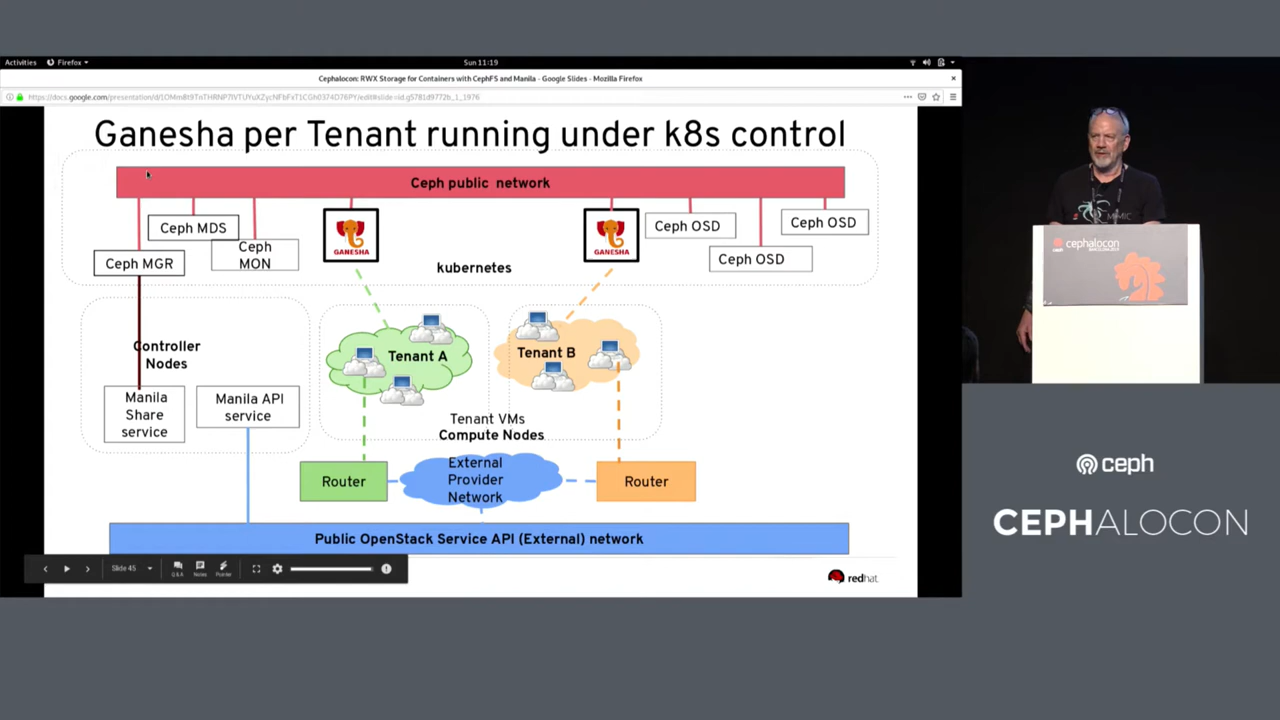 Activities
Firefox
Sun 11:19
Cephalocon: RWX Storage for Containers with CephFS and Manila - Google Slides - Mozilla Firefox
Ganesha per Tenant running under k8s control
Ceph public network
Ceph MDS
Ceph MGR
Ceph
MON
GANESHA
GANESHA
Ceph OSD
Ceph OSD
Ceph OSD
kubernetes
Controller
Nodes
Manila
Share
service
Manila API
service
Tenant A
Tenant B
Tenant VMs
Compute Nodes
Router
External
Provider
Network
Router
Public OpenStack Service API (External) network
Slide 45
Q&A
Notes
Pointer
redhat.
MIMIC
cephalocon
ceph
CEPHALOCON